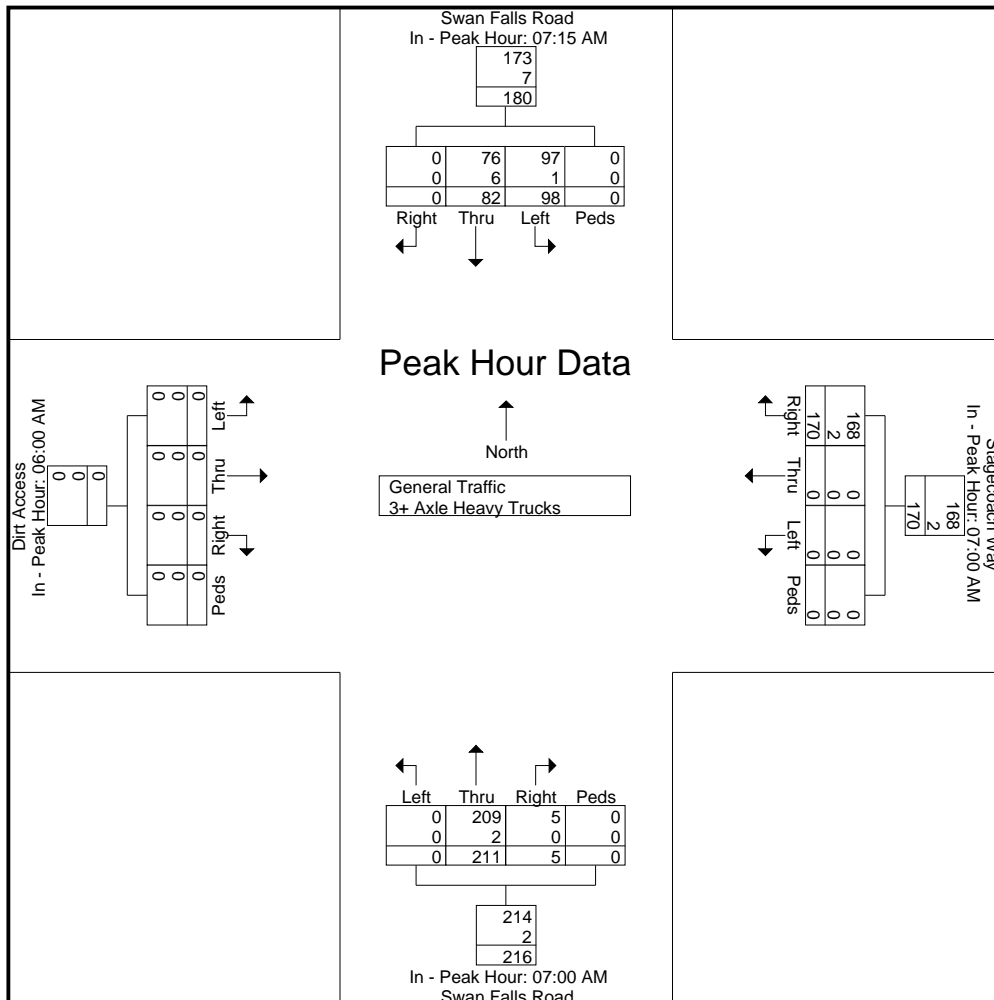 Swan Falls Road
In - Peak Hour: 07:15 AM
173
7
180
0 76 97 0
0 6 1 0
0 82 98 0
Right Thru Left Peds
Peak Hour Data
North
General Traffic
3+ Axle Heavy Trucks
Dirt Access
In - Peak Hour: 06:00 AM
0
0
0
Left Thru Right Peds
0 0 0 0
0 0 0 0
0 0 0 0
Stagecoach Way
In - Peak Hour: 07:00 AM
168
2
170
168 0 0 0
2 0 0 0
170 0 0 0
Right Thru Left Peds
Left Thru Right Peds
0 209 5 0
0 2 0 0
0 211 5 0
214
2
216
In - Peak Hour: 07:00 AM
Swan Falls Road